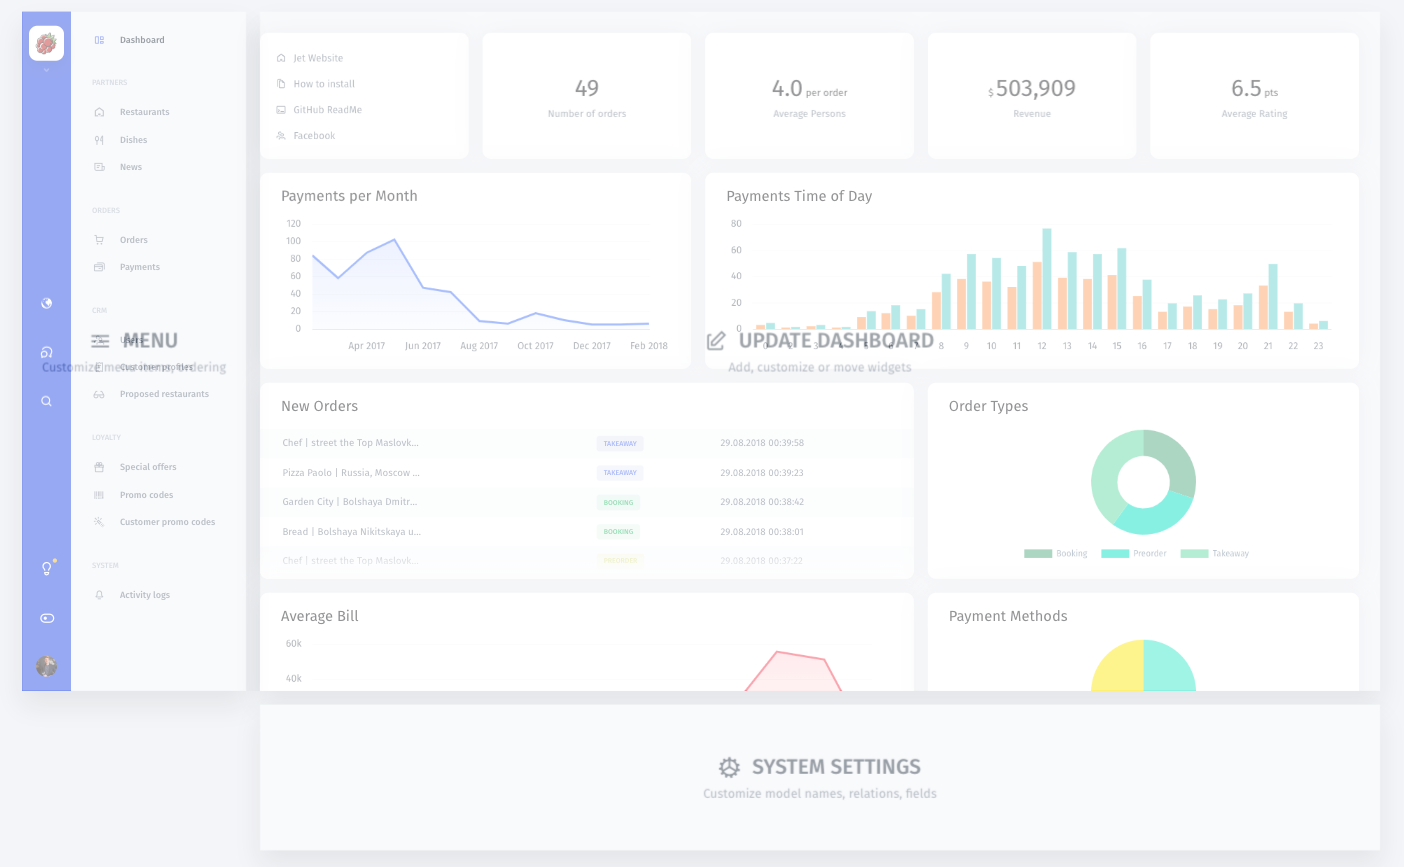 Dashboard
PARTNERS
Restaurants
Dishes
News
ORDERS
Orders
Payments
CRM
Users
Customer profiles
Proposed restaurants
LOYALTY
Special offers
Promo codes
Customer promo codes
SYSTEM
Activity logs
MENU
Customize menu items, ordering
Jet Website
How to install
GitHub ReadMe
Facebook
49
Number of orders
4.0 per order
Average Persons
$ 503,909
Revenue
6.5 pts
Average Rating
Payments per Month
120
100
80
60
40
20
0
Apr 2017 Jun 2017 Aug 2017 Oct 2017 Dec 2017 Feb 2018
Payments Time of Day
80
60
40
20
0
0 2 3 4 5 6 7 8 9 10 11 12 13 14 15 16 17 18 19 20 21 22 23
UPDATE DASHBOARD
Add, customize or move widgets
New Orders
Chef | street the Top Maslovk... TAKEAWAY 29.08.2018 00:39:58
Pizza Paolo | Russia, Moscow ... TAKEAWAY 29.08.2018 00:39:23
Garden City | Bolshaya Dmitr... BOOKING 29.08.2018 00:38:42
Bread | Bolshaya Nikitskaya u... BOOKING 29.08.2018 00:38:01
Chef | street the Top Maslovk... PREORDER 29.08.2018 00:37:22
Order Types
Booking Preorder Takeaway
Average Bill
60k
40k
Payment Methods
SYSTEM SETTINGS
Customize model names, relations, fields